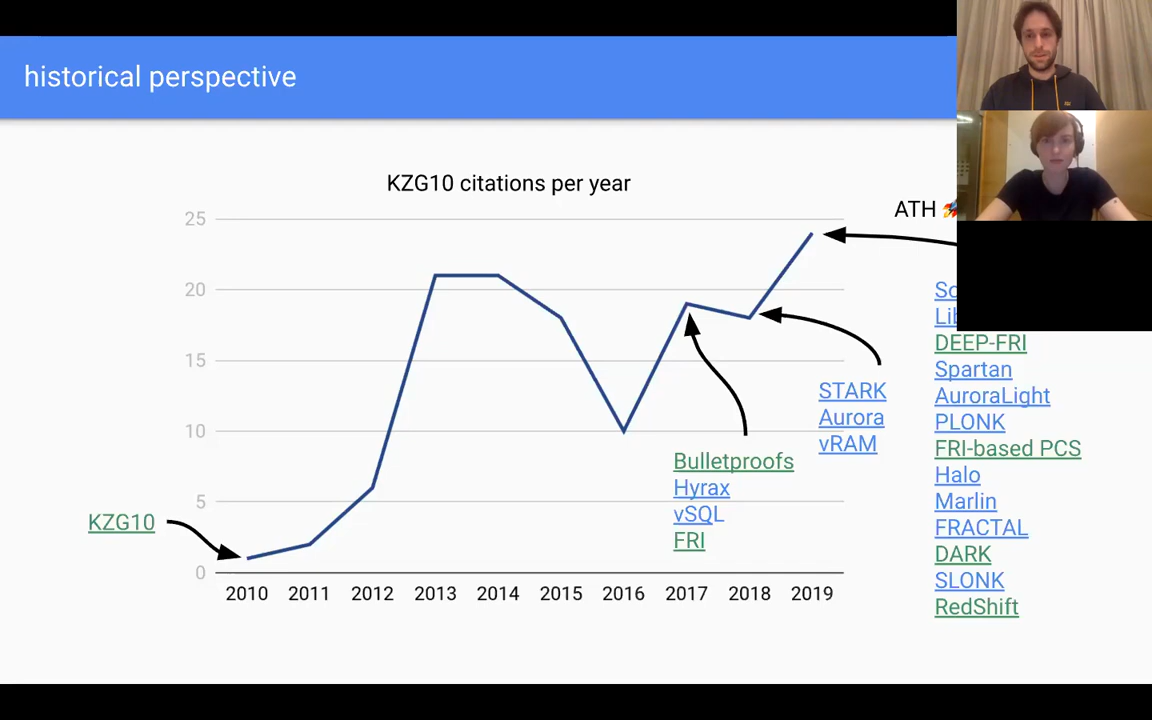 historical perspective
KZG10 citations per year
25
ATH 🚀
20
15
10
5
0
KZG10
2010 2011 2012 2013 2014 2015 2016 2017 2018 2019
Bulletproofs
Hyrax
vSQL
FRI
STARK
Aurora
vRAM
DEEP-FRI
Spartan
AuroraLight
PLONK
FRI-based PCS
Halo
Marlin
FRACTAL
DARK
SLONK
RedShift